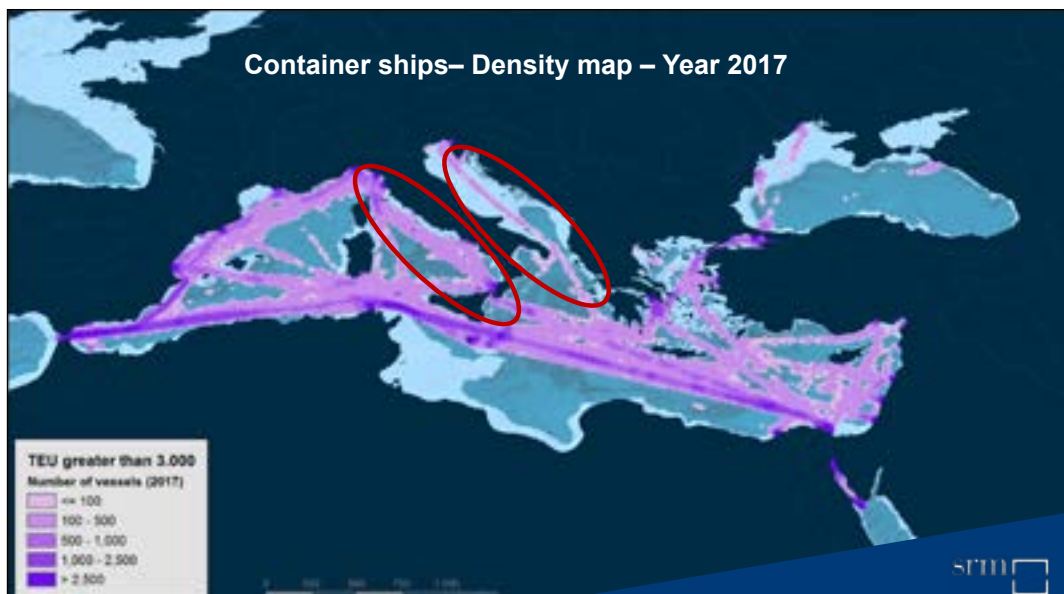 Container ships– Density map – Year 2017
TEU greater than 3.000
Number of vessels (2017)
<= 100
100 - 500
500 - 1,000
1,000 - 2,500
> 2,500
srm